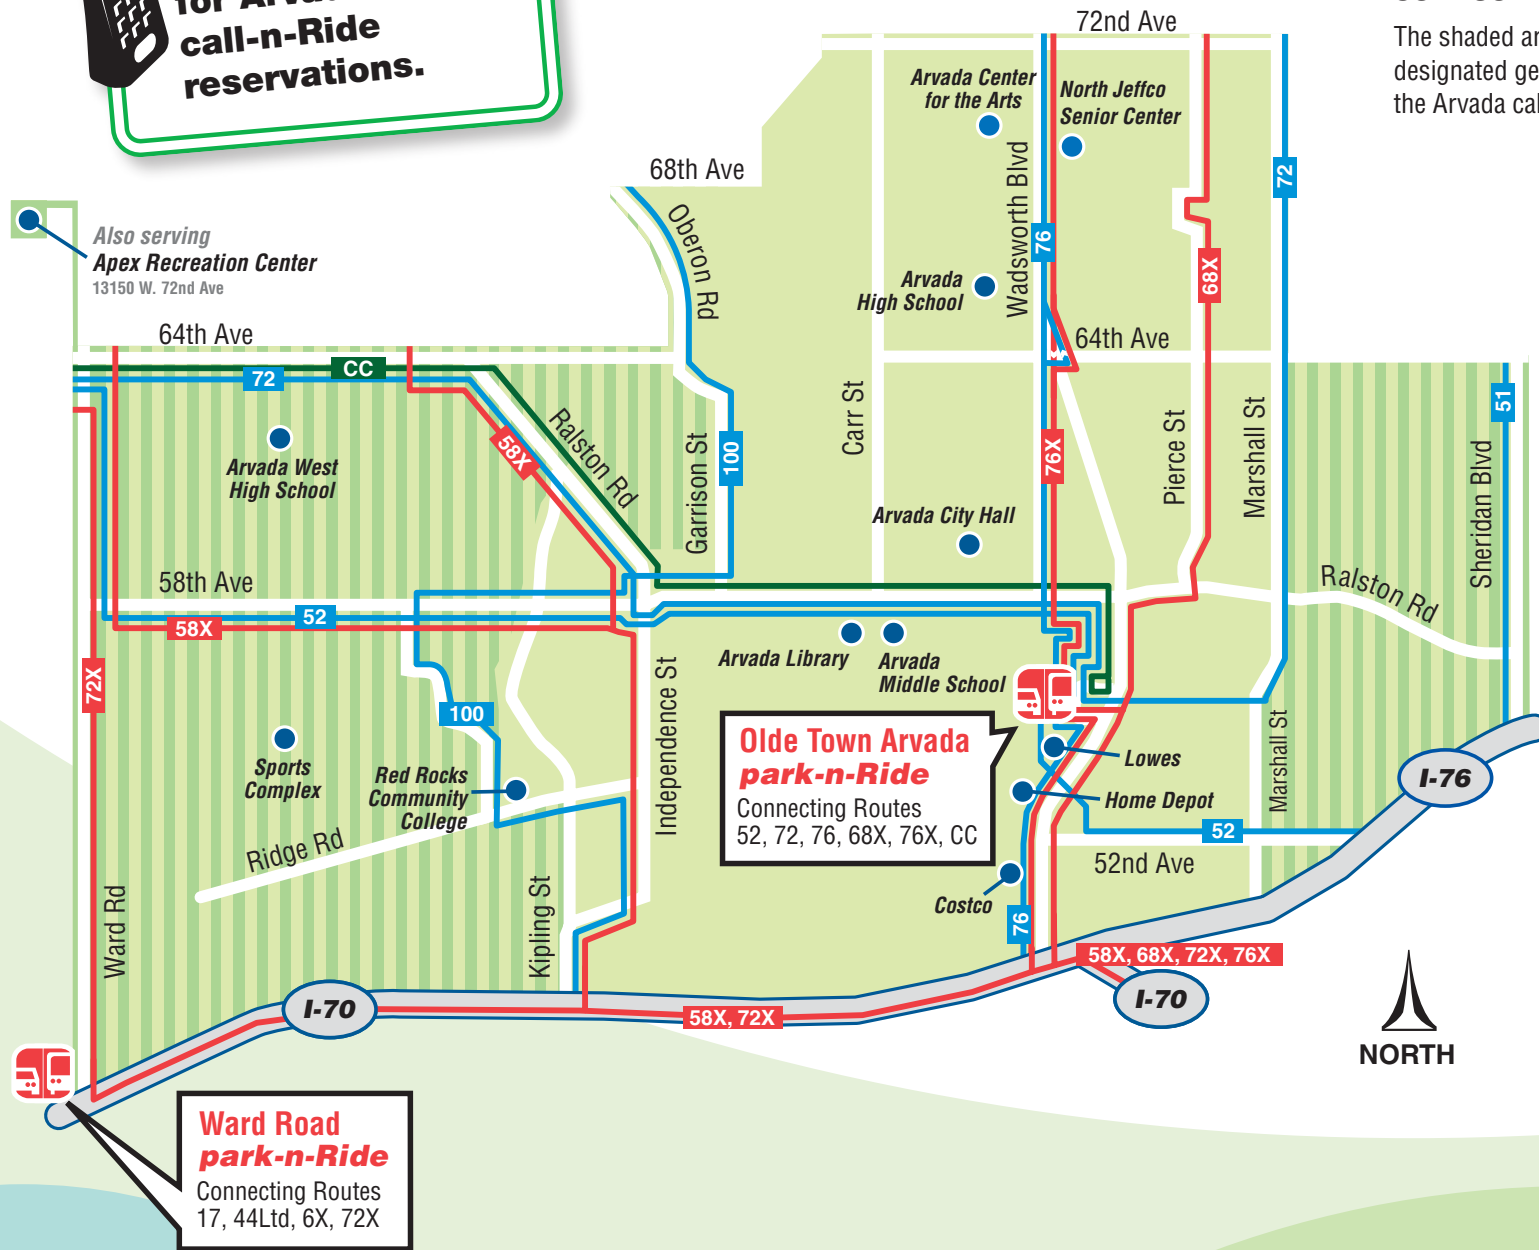 call-n-Ride
reservations.
The shaded
designated
the Arvada
72nd Ave
Arvada Center
for the Arts
North Jeffco
Senior Center
68th Ave
Oberon Rd
Wadsworth Blvd
72
76
68X
Also serving
Apex Recreation Center
13150 W. 72nd Ave
Arvada
High School
64th Ave
CC
72
64th Ave
51
58X
Ralston Rd
Garrison St
100
Carr St
76X
Pierce St
Marshall St
Sheridan Blvd
Arvada West
High School
Arvada City Hall
58th Ave
52
58X
Ralston Rd
72X
Arvada Library
Arvada
Middle School
100
Independence St
Sports
Complex
Red Rocks
Community
College
Olde Town Arvada
park-n-Ride
Connecting Routes
52, 72, 76, 68X, 76X, CC
Lowes
Home Depot
Marshall St
I-76
Ridge Rd
52
52nd Ave
Costco
76
Ward Rd
Kipling St
58X, 68X, 72X, 76X
I-70
I-70
58X, 72X
NORTH
Ward Road
park-n-Ride
Connecting Routes
17, 44Ltd, 6X, 72X